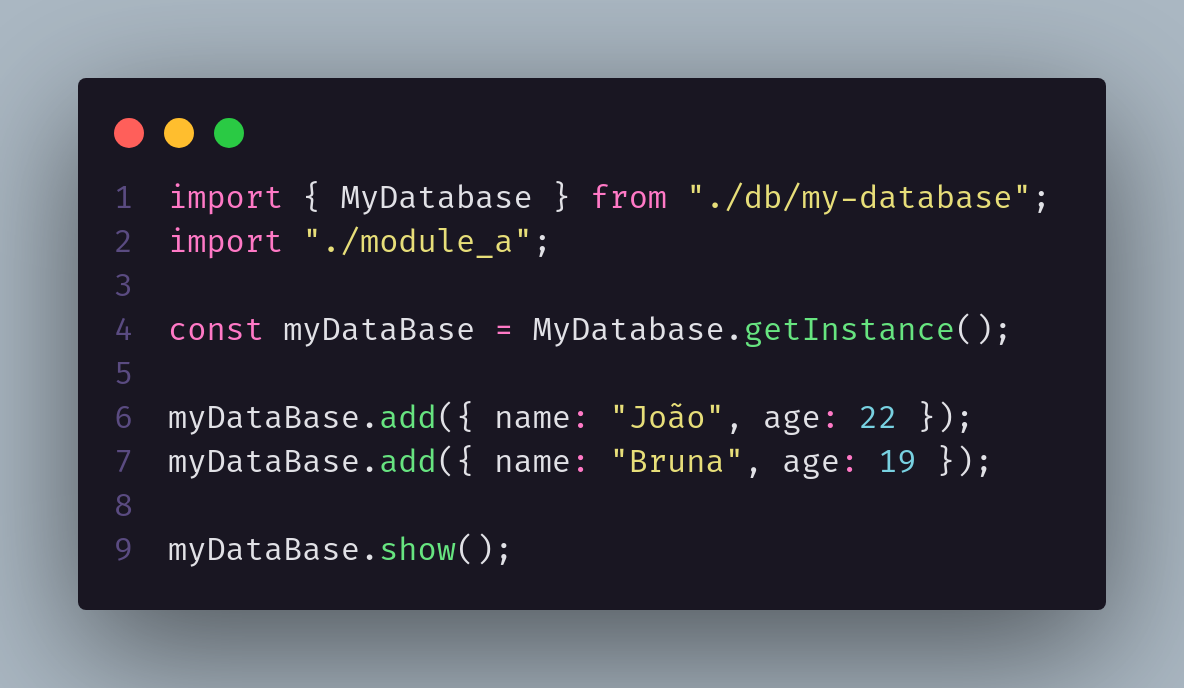 1 import { MyDatabase } from "./db/my-database";
2 import "./module_a";
3
4 const myDataBase = MyDatabase.getInstance();
5
6 myDataBase.add({ name: "João", age: 22 });
7 myDataBase.add({ name: "Bruna", age: 19 });
8
9 myDataBase.show();